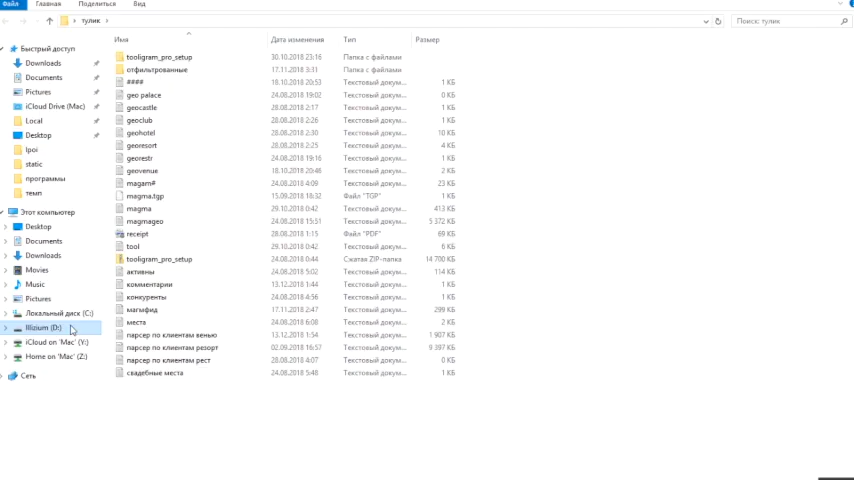 Файл Главная Поделиться Вид
тулик Поиск: тулик
Имя Дата изменения Тип Размер
Быстрый доступ
Downloads
Documents
Pictures
iCloud Drive (Mac)
Local
Desktop
lpoi
static
программы
темп
Этот компьютер
Desktop
Documents
Downloads
Movies
Music
Pictures
Локальный диск (C:)
Illizium (D:)
iCloud on 'Mac' (Y:)
Home on 'Mac' (Z:)
Сеть
tooligram_pro_setup 30.10.2018 23:16 Папка с файлами
отфильтрованные 17.11.2018 3:31 Папка с файлами
#### 18.10.2018 20:53 Текстовый докум... 1 КБ
geo palace 24.08.2018 19:02 Текстовый докум... 0 КБ
geocastle 28.08.2018 2:17 Текстовый докум... 1 КБ
geoclub 28.08.2018 2:26 Текстовый докум... 1 КБ
geohotel 28.08.2018 2:30 Текстовый докум... 10 КБ
georesort 28.08.2018 2:25 Текстовый докум... 4 КБ
georestr 24.08.2018 19:16 Текстовый докум... 1 КБ
geovenue 18.10.2018 20:46 Текстовый докум... 2 КБ
magam# 24.08.2018 4:09 Текстовый докум... 23 КБ
magma.tgp 15.09.2018 18:32 Файл "TGP" 1 КБ
magma 29.10.2018 0:42 Текстовый докум... 413 КБ
magmageo 24.08.2018 15:51 Текстовый докум... 5 372 КБ
receipt 28.08.2018 1:15 Файл "PDF" 69 КБ
tool 29.10.2018 0:42 Текстовый докум... 6 КБ
tooligram_pro_setup 24.08.2018 0:44 Сжатая ZIP-папка 14 700 КБ
активны 24.08.2018 5:02 Текстовый докум... 114 КБ
комментарии 13.12.2018 1:44 Текстовый докум... 1 КБ
конкуренты 24.08.2018 4:56 Текстовый докум... 1 КБ
магмфид 17.11.2018 2:47 Текстовый докум... 299 КБ
места 24.08.2018 6:08 Текстовый докум... 2 КБ
парсер по клиентам венью 13.12.2018 1:54 Текстовый докум... 1 907 КБ
парсер по клиентам резорт 02.09.2018 16:57 Текстовый докум... 9 397 КБ
парсер по клиентам рест 28.08.2018 4:07 Текстовый докум... 0 КБ
свадебные места 24.08.2018 5:48 Текстовый докум... 1 КБ